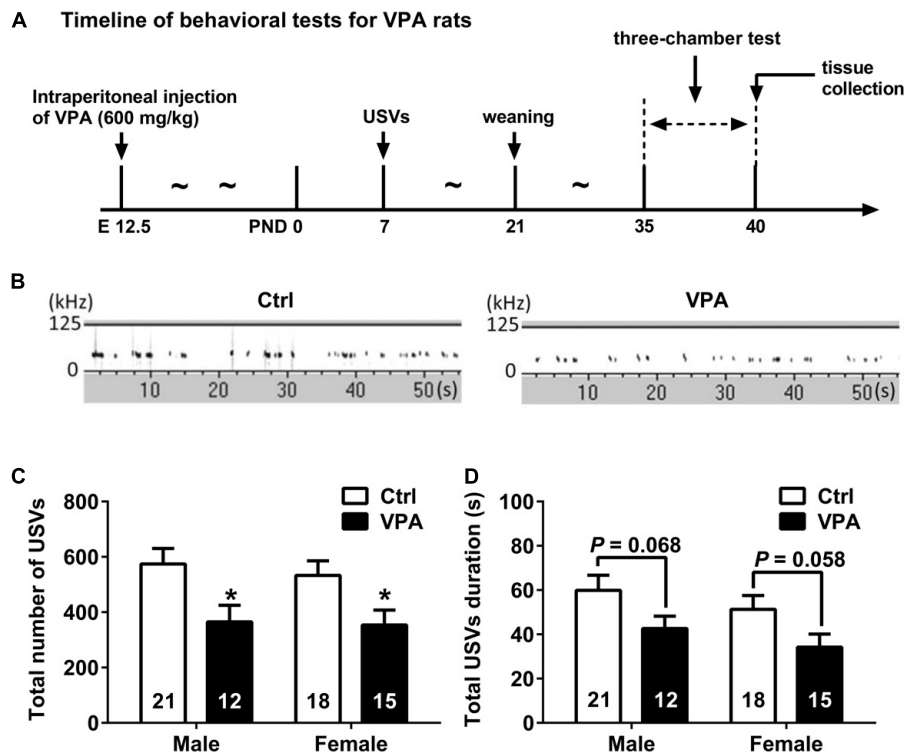 A Timeline of behavioral tests for VPA rats
three-chamber test
tissue
collection
Intraperitoneal injection
of VPA (600 mg/kg)
USVs
weaning
~ ~ ~ ~
E 12.5 PND 0 7 21 35 40
B
(kHz) Ctrl
125
0
10 20 30 40 50 (s)
(kHz) VPA
125
0
10 20 30 40 50 (s)
C
Total number of USVs
800
600
400
200
0
Ctrl
VPA
* *
21 12 18 15
Male Female
D
Total USVs duration (s)
100
80
60
40
20
0
Ctrl
VPA
P = 0.068
P = 0.058
21 12 18 15
Male Female